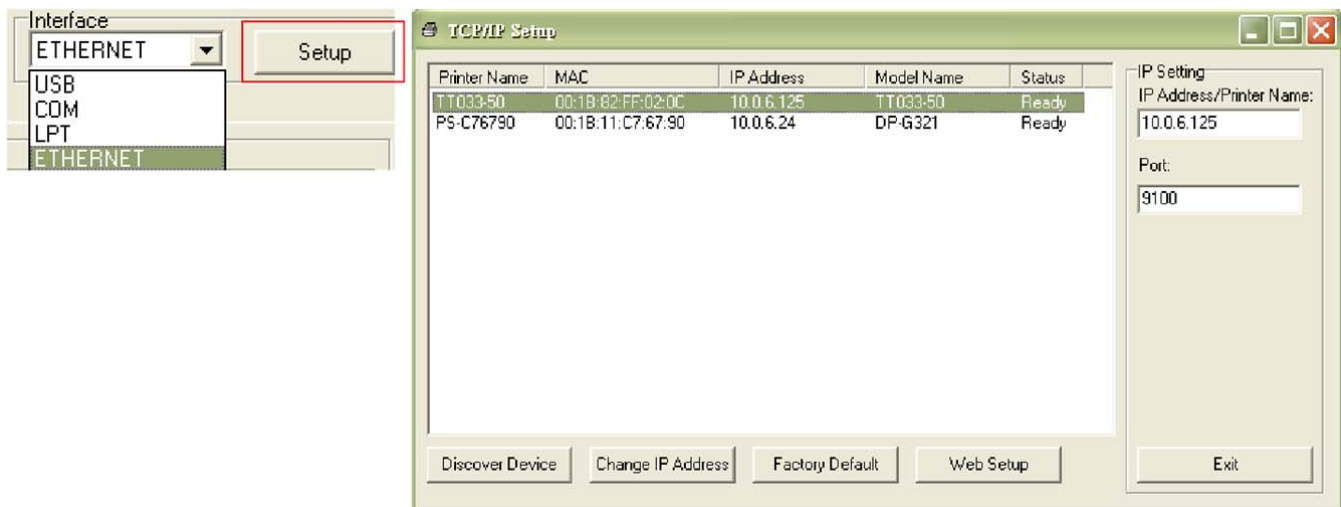 Interface
ETHERNET
Setup
USB
COM
LPT
ETHERNET
TCP/IP Setup
Printer Name MAC IP Address Model Name Status
TT033-50 00:1B:82:FF:02:0C 10.0.6.125 TT033-50 Ready
PS-C76790 00:1B:11:C7:67:90 10.0.6.24 DP-G321 Ready
IP Setting
IP Address/Printer Name:
10.0.6.125
Port:
9100
Discover Device Change IP Address Factory Default Web Setup Exit